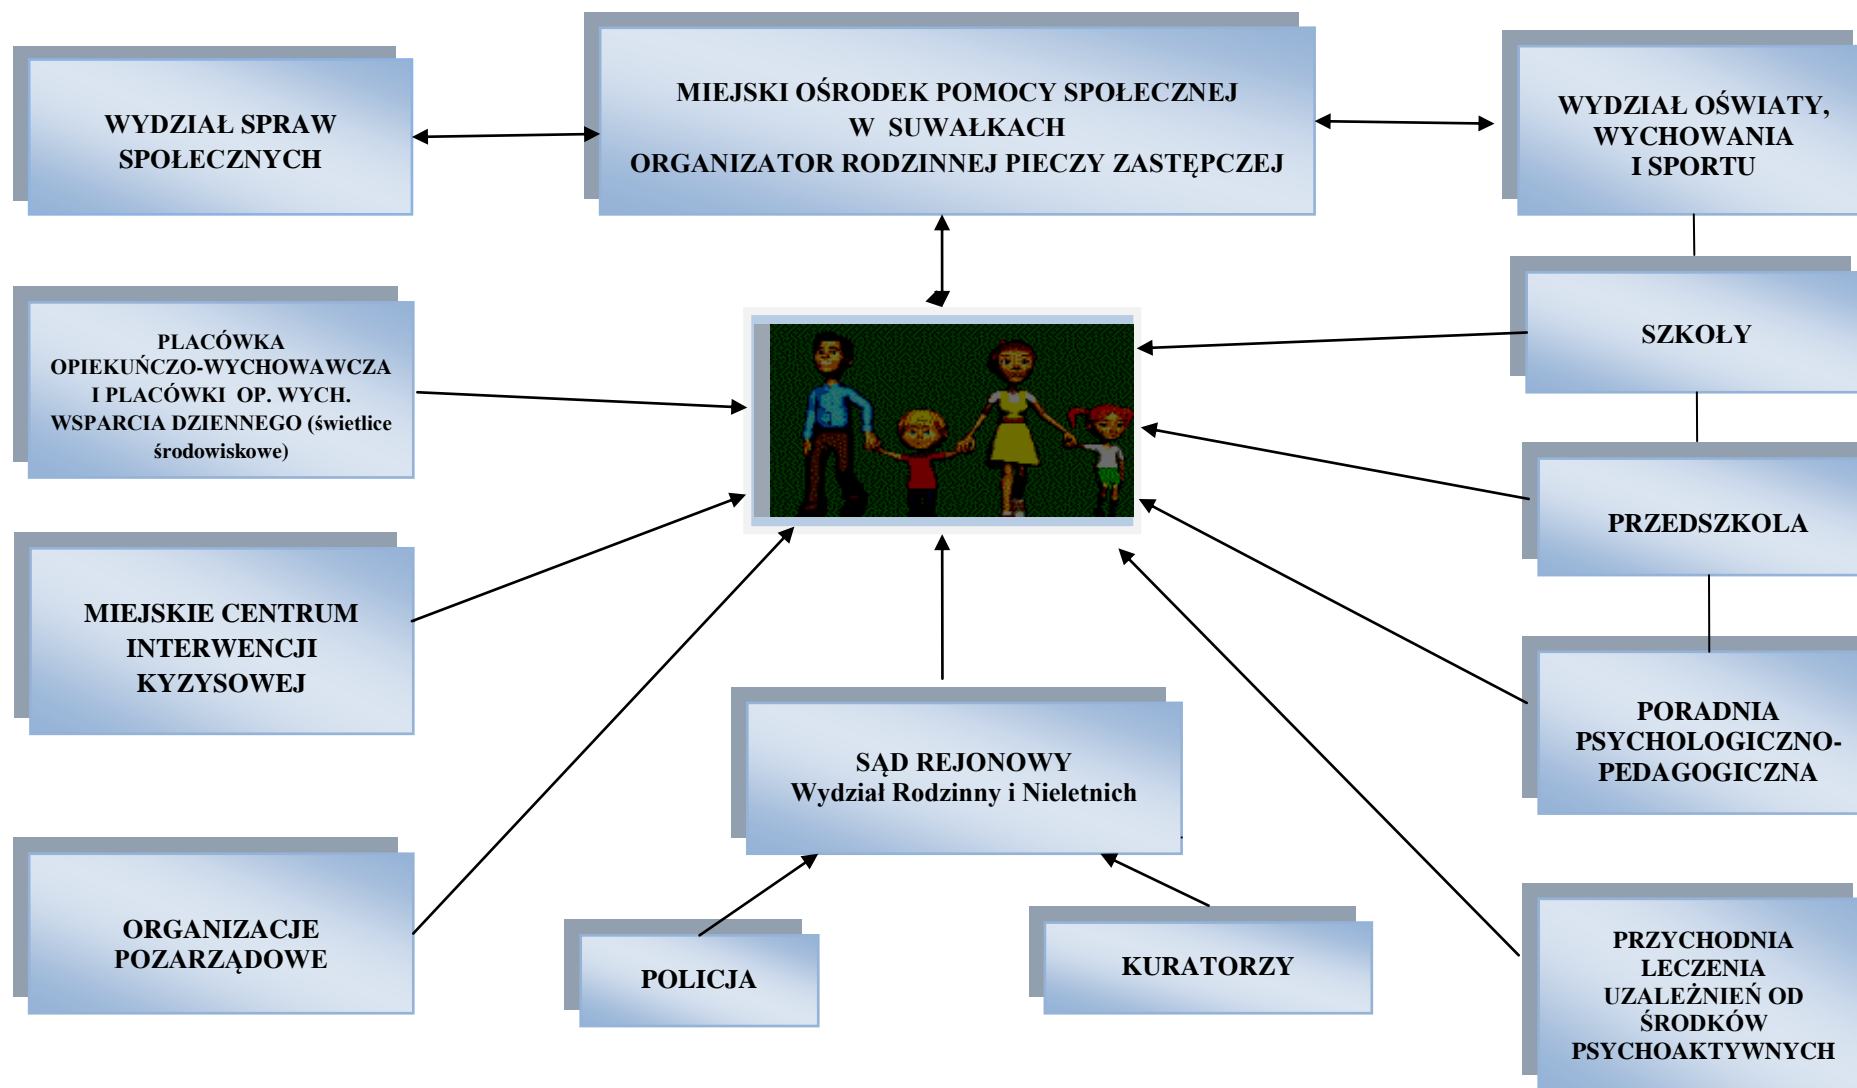 WYDZIAŁ SPRAW
SPOŁECZNYCH
MIEJSKI OŚRODEK POMOCY SPOŁECZNEJ
W SUWAŁKACH
ORGANIZATOR RODZINNEJ PIECZY ZASTĘPCZEJ
WYDZIAŁ OŚWIATY,
WYCHOWANIA
I SPORTU
PLACÓWKA
OPIEKUŃCZO-WYCHOWAWCZA
I PLACÓWKI OP. WYCH.
WSPARCIA DZIENNEGO (świetlice
środowiskowe)
SZKOŁY
PRZEDSZKOLA
MIEJSKIE CENTRUM
INTERWENCJI
KYZYSOWEJ
PORADNIA
PSYCHOLOGICZNO-
PEDAGOGICZNA
SĄD REJONOWY
Wydział Rodzinny i Nieletnich
ORGANIZACJE
POZARZĄDOWE
POLICJA
KURATORZY
PRZYCHODNIA
LECZENIA
UZALEŻNIEŃ OD
ŚRODKÓW
PSYCHOAKTYWNYCH